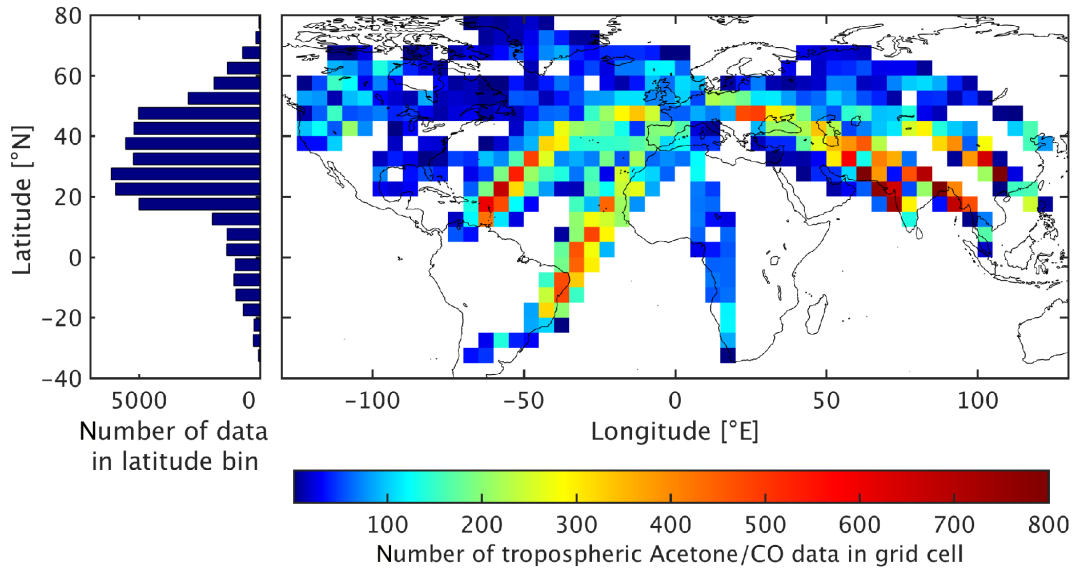 80
60
40
20
0
−20
−40
Latitude [°N]
5000 0
Number of data
in latitude bin
-100 -50 0 50 100
Longitude [°E]
100 200 300 400 500 600 700 800
Number of tropospheric Acetone/CO data in grid cell